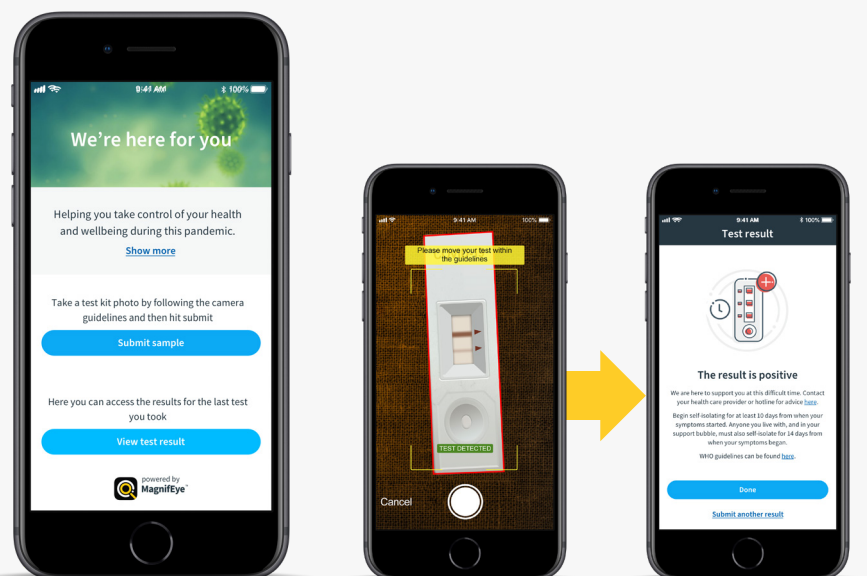 9:41 AM
100%
We're here for you
Helping you take control of your health
and wellbeing during this pandemic.
Show more
Take a test kit photo by following the camera
guidelines and then hit submit
Submit sample
Here you can access the results for the last test
you took
View test result
powered by
MagnifEye™
9:41 AM
100%
Please move your test within
the guidelines
TEST DETECTED
Cancel
9:41 AM
100%
Test result
The result is positive
We are here to support you at this difficult time. Contact
your health care provider or hotline for advice here.
Begin self-isolating for at least 10 days from when your
symptoms started. Anyone you live with, and in your
support bubble, must also self-isolate for 14 days from
when your symptoms began.
WHO guidelines can be found here.
Done
Submit another result